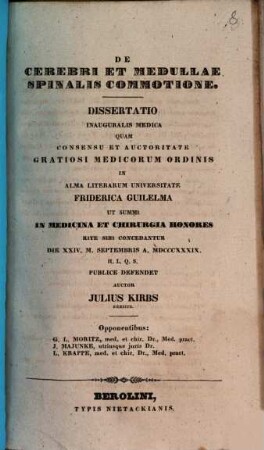 8
DE
CEREBRI ET MEDULLAE
SPINALIS COMMOTIONE.
DISSERTATIO
INAUGURALIS MEDICA
QUAM
CONSENSU ET AUCTORITATE
GRATIOSI MEDICORUM ORDINIS
IN
ALMA LITERARUM UNIVERSITATE
FRIDERICA GUILELMA
UT SUMMI
IN MEDICINA ET CHIRURGIA HONORES
RITE SIBI CONCEDANTUR
DIE XXIV. M. SEPTEMBRIS A. MDCCCXXXIX.
H. L. Q. S.
PUBLICE DEFENDET
AUCTOR
JULIUS KIRBS
Opponentibus:
G. L. MORITZ, med. et chir. Dr., Med. pract.
J. MAJUNKE, utriusque juris Dr.
L. KRAPPE, med. et chir. Dr., Med. pract.
BEROLINI,
TYPIS NIETACKIANIS.